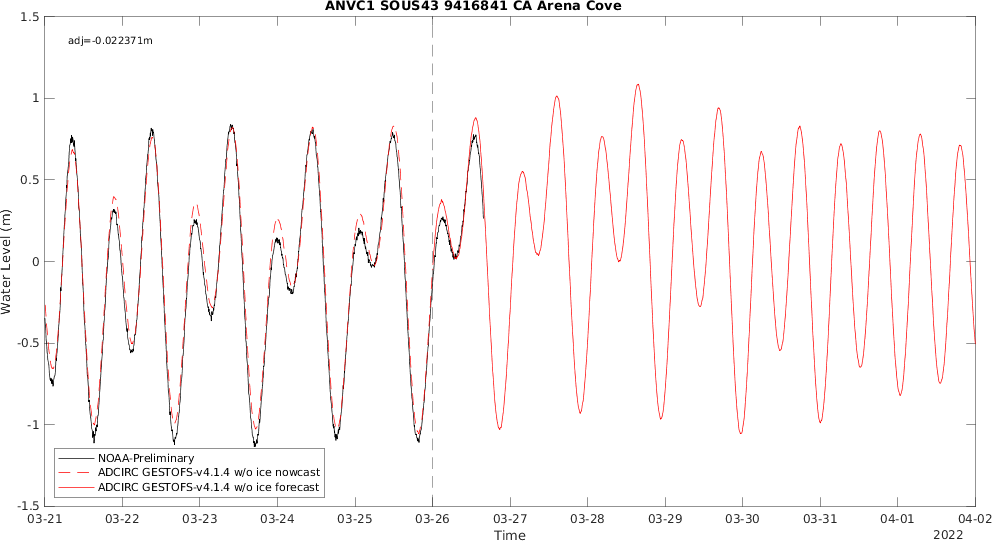 ANVC1 SOUS43 9416841 CA Arena Cove
adj=-0.022371m
Water Level (m)
1.5
1
0.5
0
-0.5
-1
-1.5
NOAA-Preliminary
ADCIRC GESTOFS-v4.1.4 w/o ice nowcast
ADCIRC GESTOFS-v4.1.4 w/o ice forecast
03-21 03-22 03-23 03-24 03-25 03-26 03-27 03-28 03-29 03-30 03-31 04-01 04-02
Time
2022